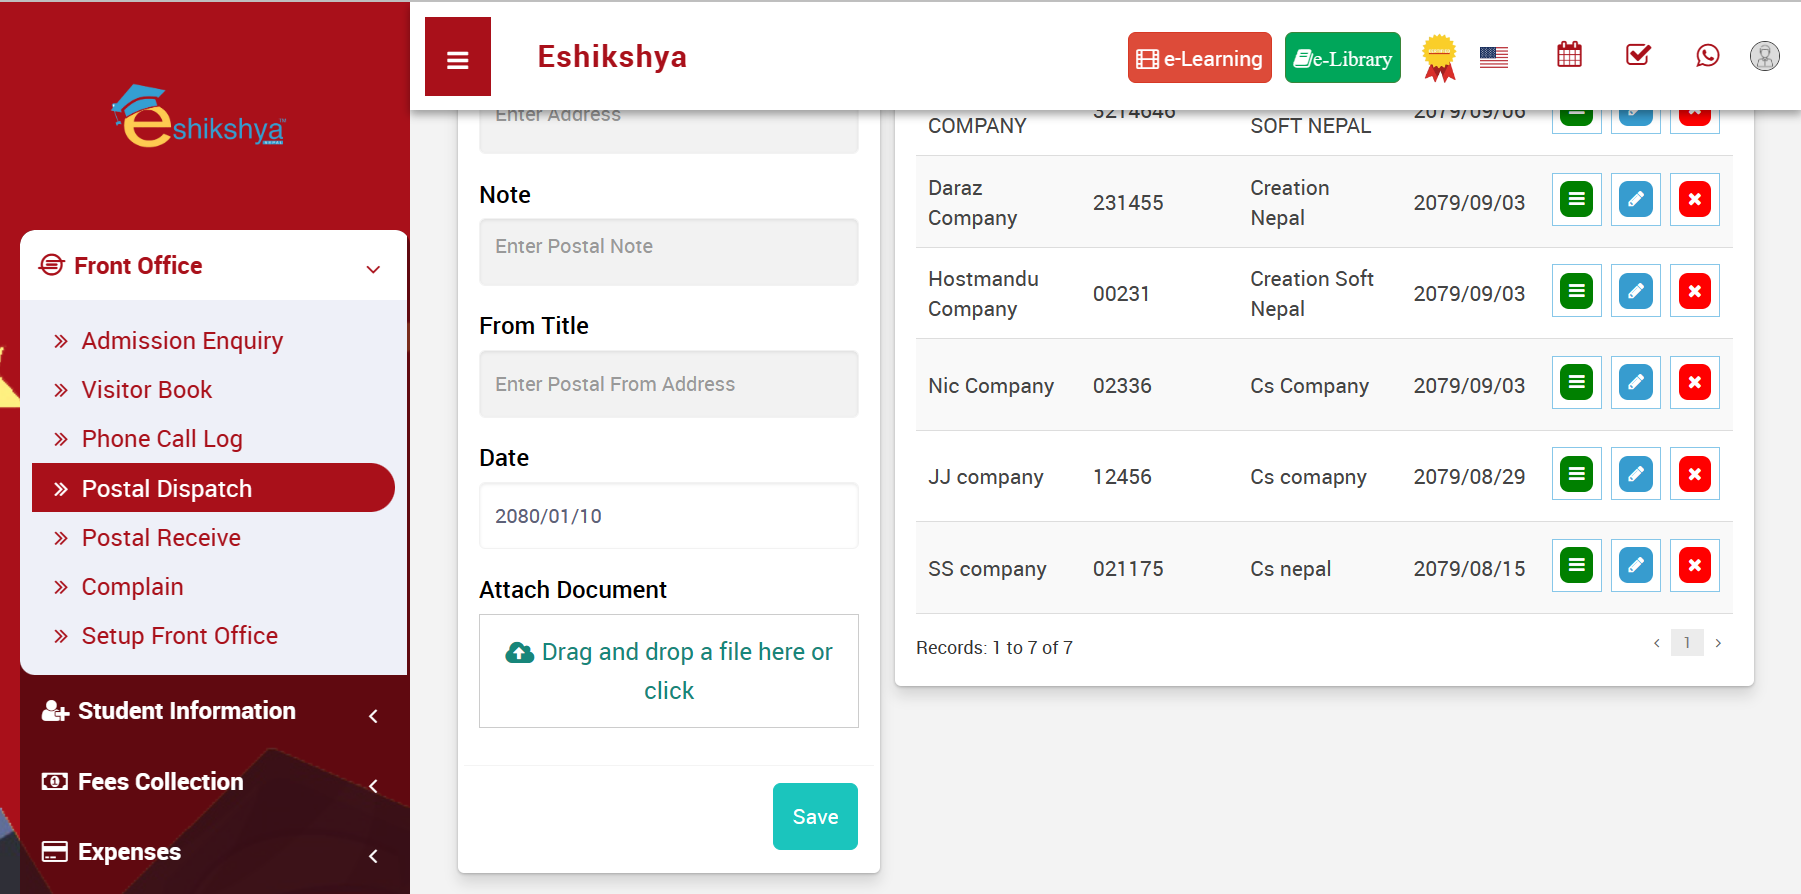 eshikshya
Eshikshya
e-Learning
e-Library
Front Office
Admission Enquiry
Visitor Book
Phone Call Log
Postal Dispatch
Postal Receive
Complain
Setup Front Office
Student Information
Fees Collection
Expenses
Enter Address
Note
Enter Postal Note
From Title
Enter Postal From Address
Date
2080/01/10
Attach Document
Drag and drop a file here or
click
Save
COMPANY 3214646 SOFT NEPAL 2079/09/06
Daraz
Company 231455 Creation
Nepal 2079/09/03
Hostmandu
Company 00231 Creation Soft
Nepal 2079/09/03
Nic Company 02336 Cs Company 2079/09/03
JJ company 12456 Cs comapny 2079/08/29
SS company 021175 Cs nepal 2079/08/15
Records: 1 to 7 of 7
1